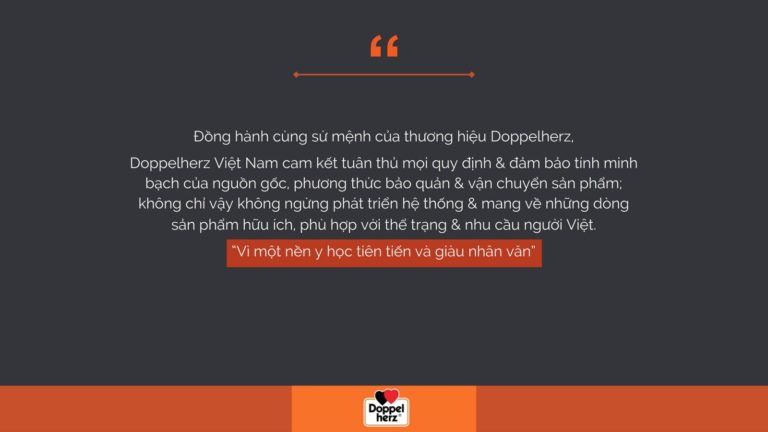 “
Đồng hành cùng sứ mệnh của thương hiệu Doppelherz,
Doppelherz Việt Nam cam kết tuân thủ mọi quy định & đảm bảo tính minh
bạch của nguồn gốc, phương thức bảo quản & vận chuyển sản phẩm;
không chỉ vậy không ngừng phát triển hệ thống & mang về những dòng
sản phẩm hữu ích, phù hợp với thể trạng & nhu cầu người Việt.
“Vì một nền y học tiên tiến và giàu nhân văn”
Doppel
herz®